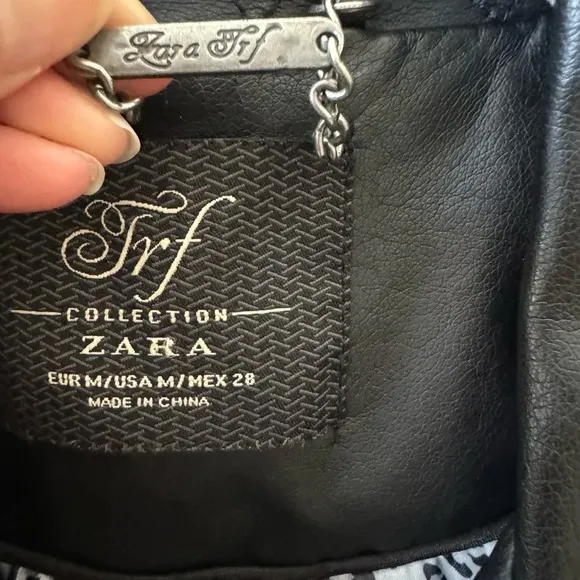 Zara Trf
Trf
COLLECTION
ZARA
EUR M/USA M/MEX 28
MADE IN CHINA